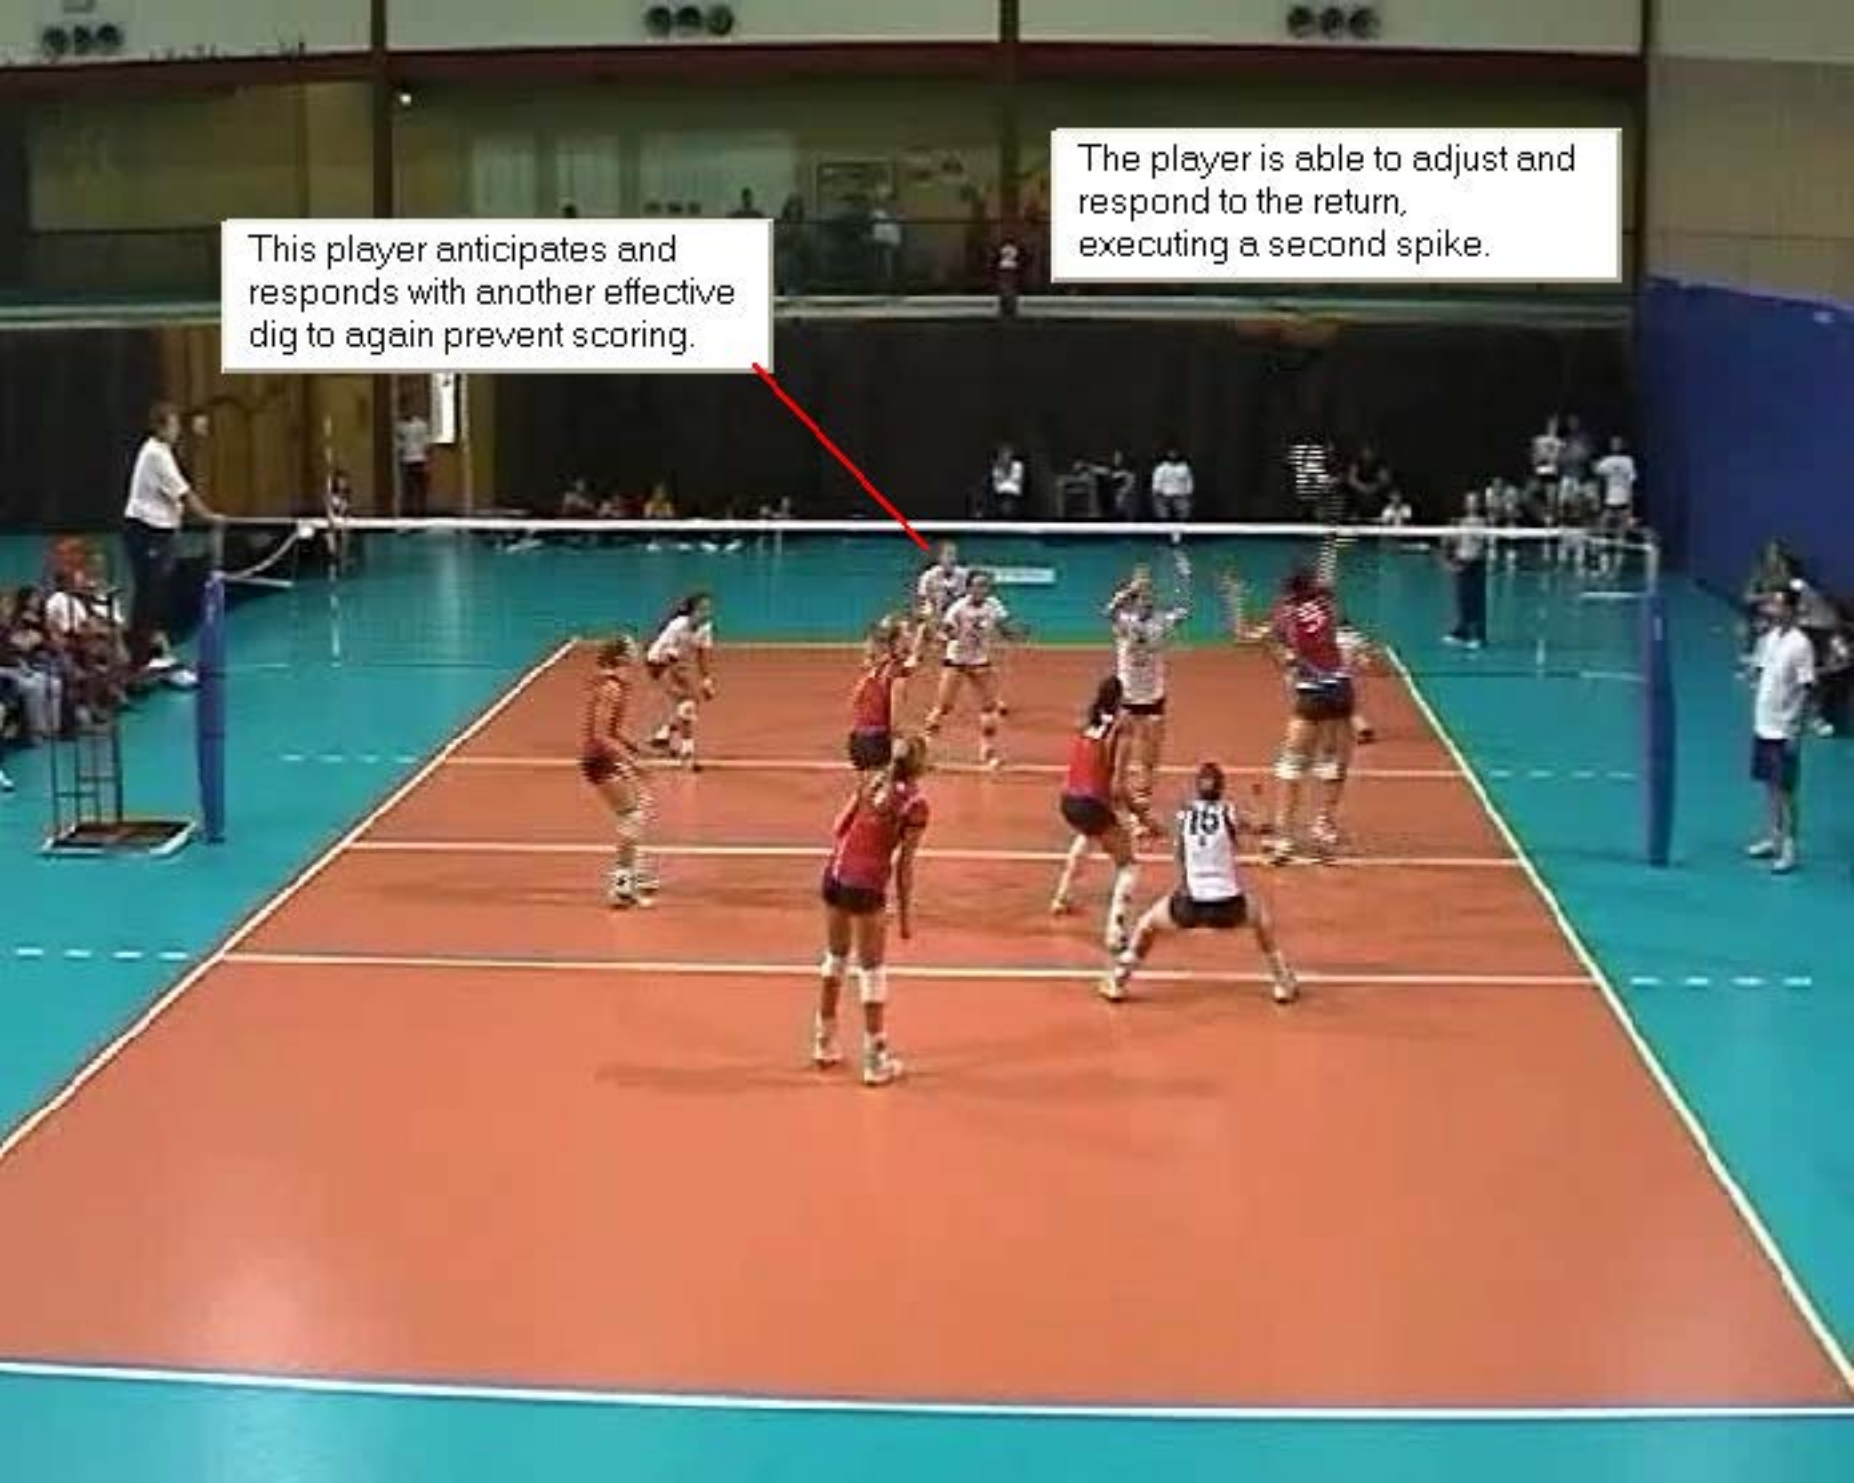 The player is able to adjust and
respond to the return,
executing a second spike.
This player anticipates and
responds with another effective
dig to again prevent scoring.
15